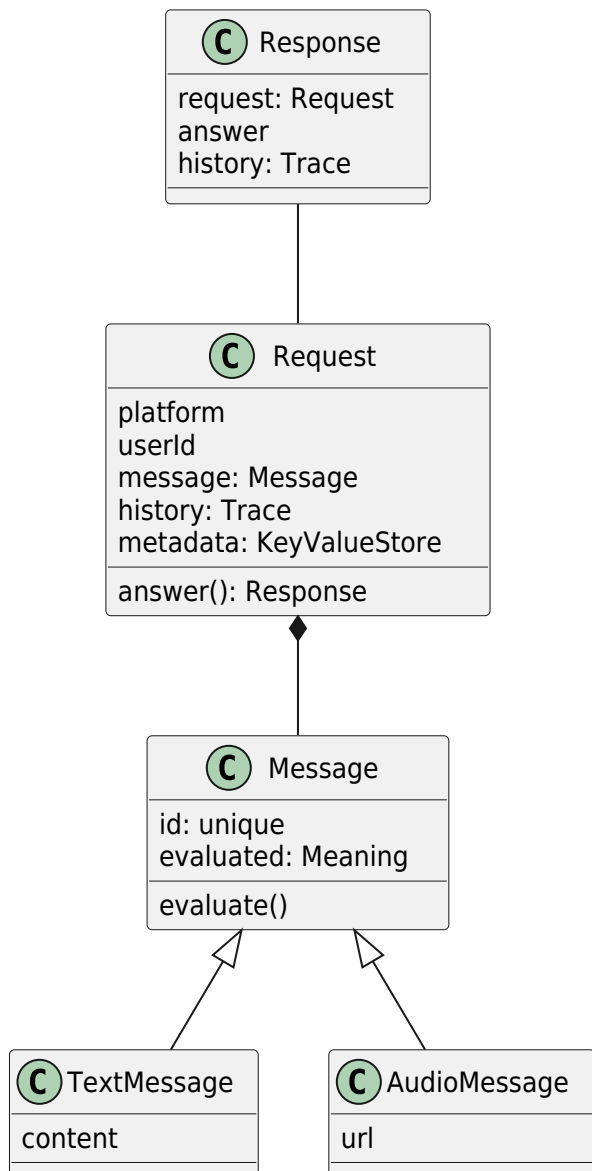 C Response
request: Request
answer
history: Trace
C Request
platform
userId
message: Message
history: Trace
metadata: KeyValueStore
answer(): Response
C Message
id: unique
evaluated: Meaning
evaluate()
C TextMessage
content
C AudioMessage
url